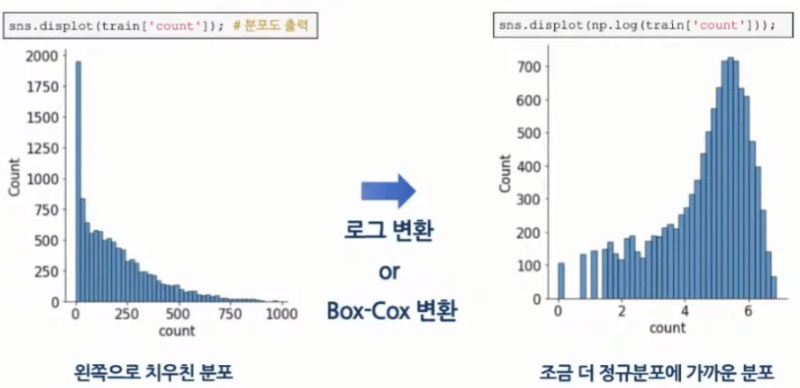 sns.displot(train['count']); # 분포도 출력
2000
1750
1500
1250
1000
750
500
250
0
Count
0 250 500 750 1000
count
왼쪽으로 치우친 분포
로그 변환
or
Box-Cox 변환
sns.displot(np.log(train['count']));
700
600
500
400
300
200
100
0
Count
0 2 4 6
count
조금 더 정규분포에 가까운 분포